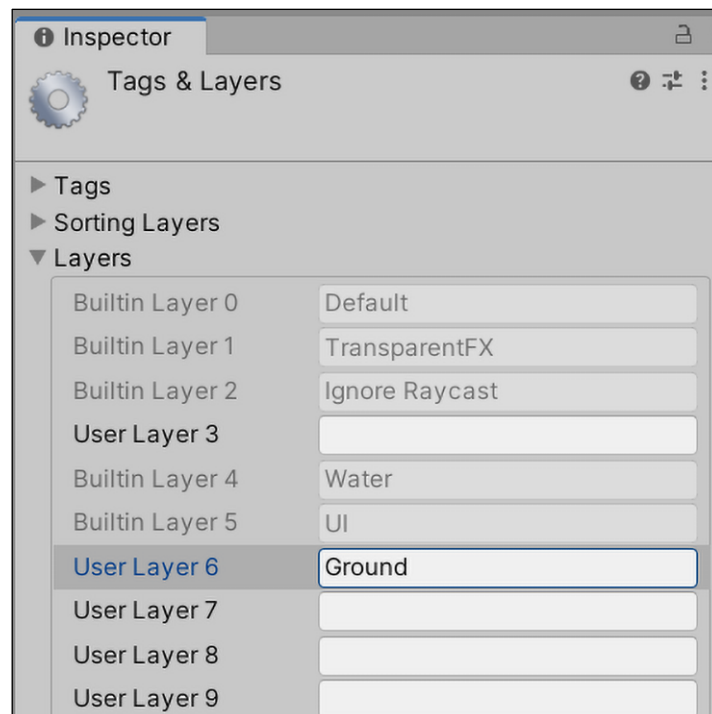 Inspector
Tags & Layers
Tags
Sorting Layers
Layers
Builtin Layer 0 Default
Builtin Layer 1 TransparentFX
Builtin Layer 2 Ignore Raycast
User Layer 3
Builtin Layer 4 Water
Builtin Layer 5 UI
User Layer 6 Ground
User Layer 7
User Layer 8
User Layer 9